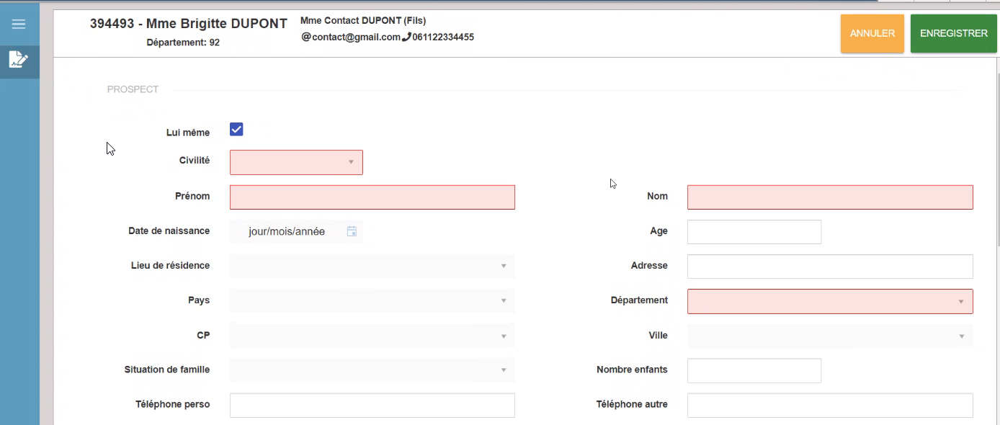 394493 - Mme Brigitte DUPONT
Département: 92
Mme Contact DUPONT (Fils)
@contact@gmail.com 061122334455
ANNULER
ENREGISTRER
PROSPECT
Lui même
Civilité
Prénom
Nom
Date de naissance jour/mois/année
Age
Lieu de résidence
Adresse
Pays
Département
CP
Ville
Situation de famille
Nombre enfants
Téléphone perso
Téléphone autre